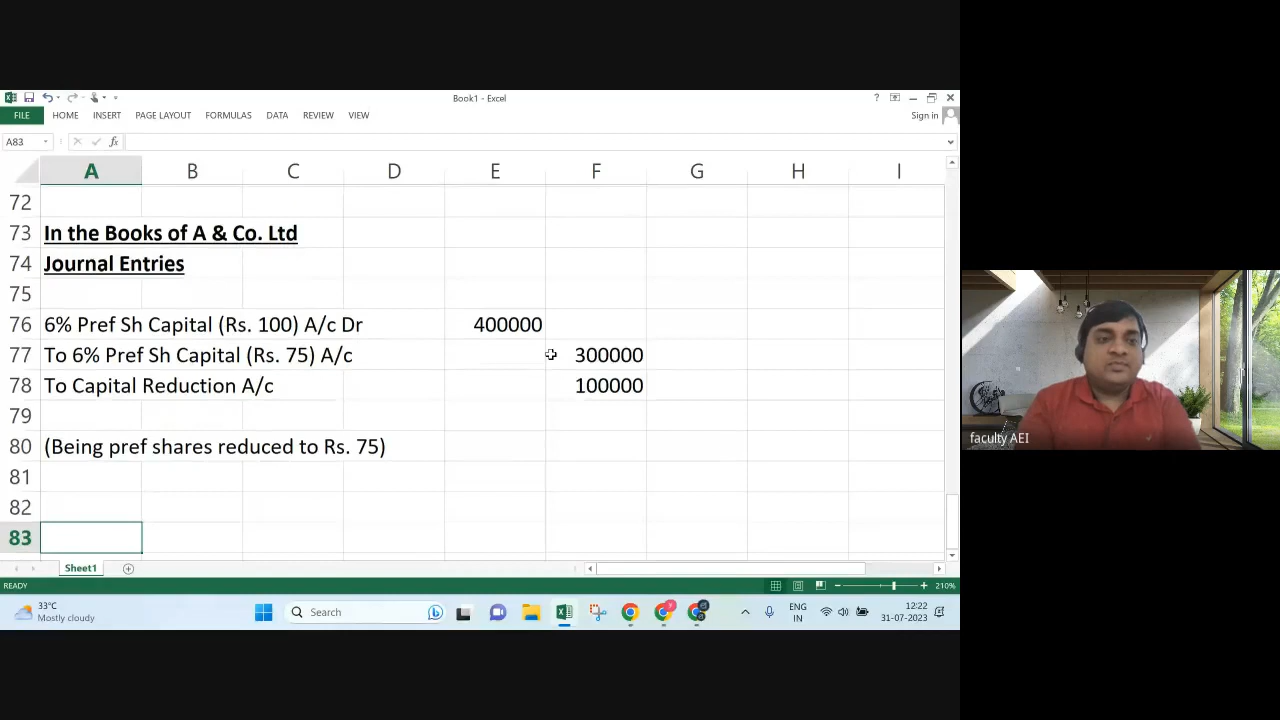 Book1 - Excel
?
FILE HOME INSERT PAGE LAYOUT FORMULAS DATA REVIEW VIEW
Sign in
A83
fx
A B C D E F G H I
72
73 In the Books of A & Co. Ltd
74 Journal Entries
75
76 6% Pref Sh Capital (Rs. 100) A/c Dr 400000
77 To 6% Pref Sh Capital (Rs. 75) A/c 300000
78 To Capital Reduction A/c 100000
79
80 (Being pref shares reduced to Rs. 75)
81
82
83
Sheet1
READY
210%
33°C
Mostly cloudy
Search
ENG
IN
12:22
31-07-2023
faculty AEI